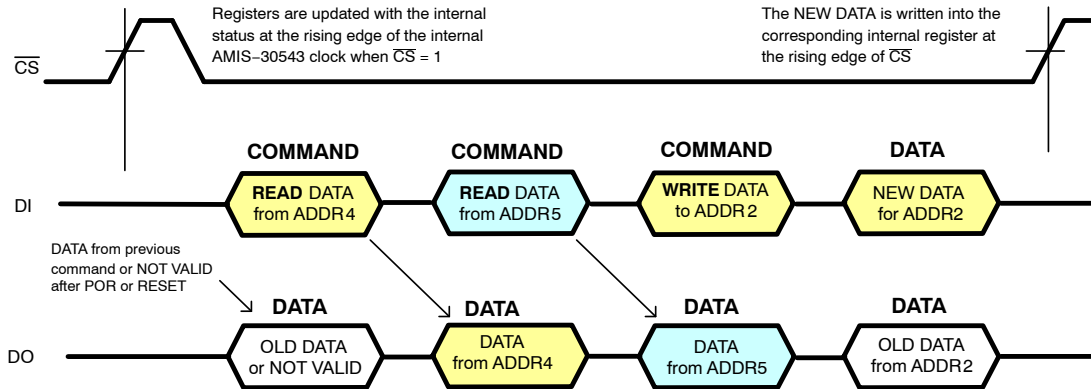 Registers are updated with the internal
status at the rising edge of the internal
AMIS−30543 clock when CS = 1
The NEW DATA is written into the
corresponding internal register at
the rising edge of CS
CS
COMMAND
COMMAND
COMMAND
DATA
DI
READ DATA
from ADDR4
READ DATA
from ADDR5
WRITE DATA
to ADDR2
NEW DATA
for ADDR2
DATA from previous
command or NOT VALID
after POR or RESET
DATA
DATA
DATA
DATA
DO
OLD DATA
or NOT VALID
DATA
from ADDR4
DATA
from ADDR5
OLD DATA
from ADDR2